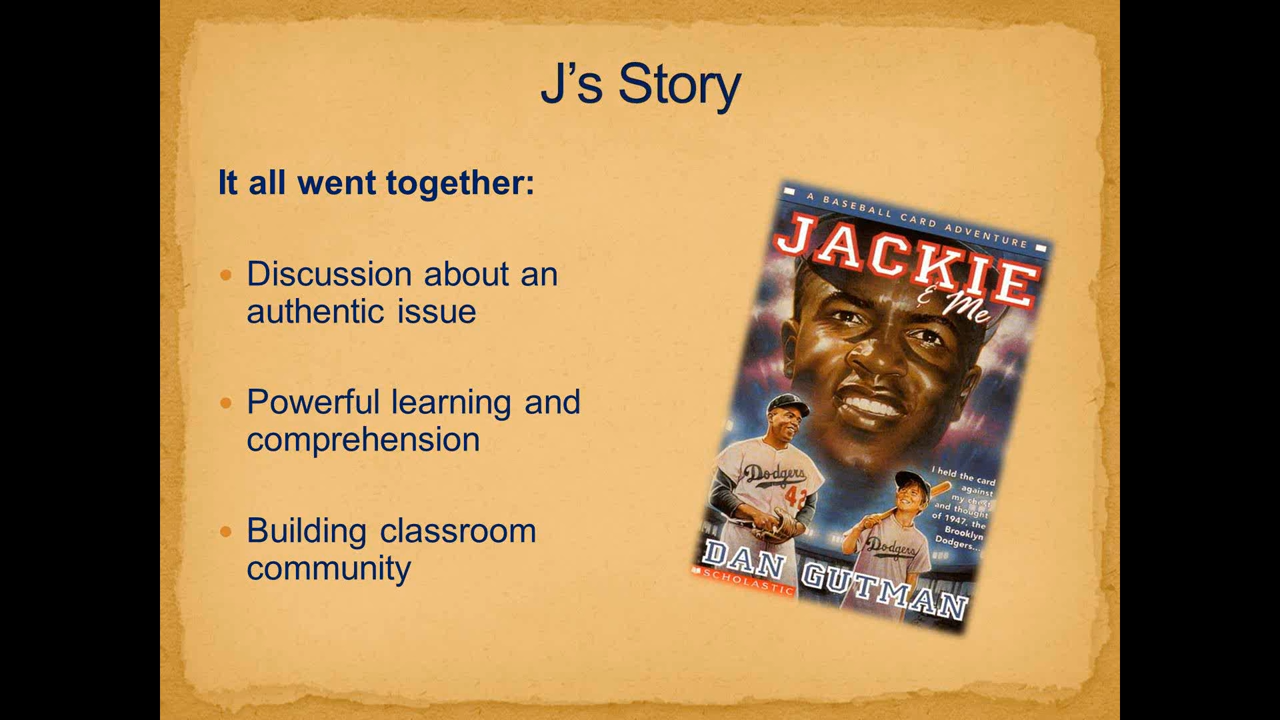 J’s Story
It all went together:
Discussion about an
authentic issue
Powerful learning and
comprehension
Building classroom
community
A BASEBALL CARD ADVENTURE
JACKIE
& Me
I held the card
against
my chest
and thought
of 1947, the
Brooklyn
Dodgers...
Dodgers
42
Dodgers
DAN GUTMAN
SCHOLASTIC